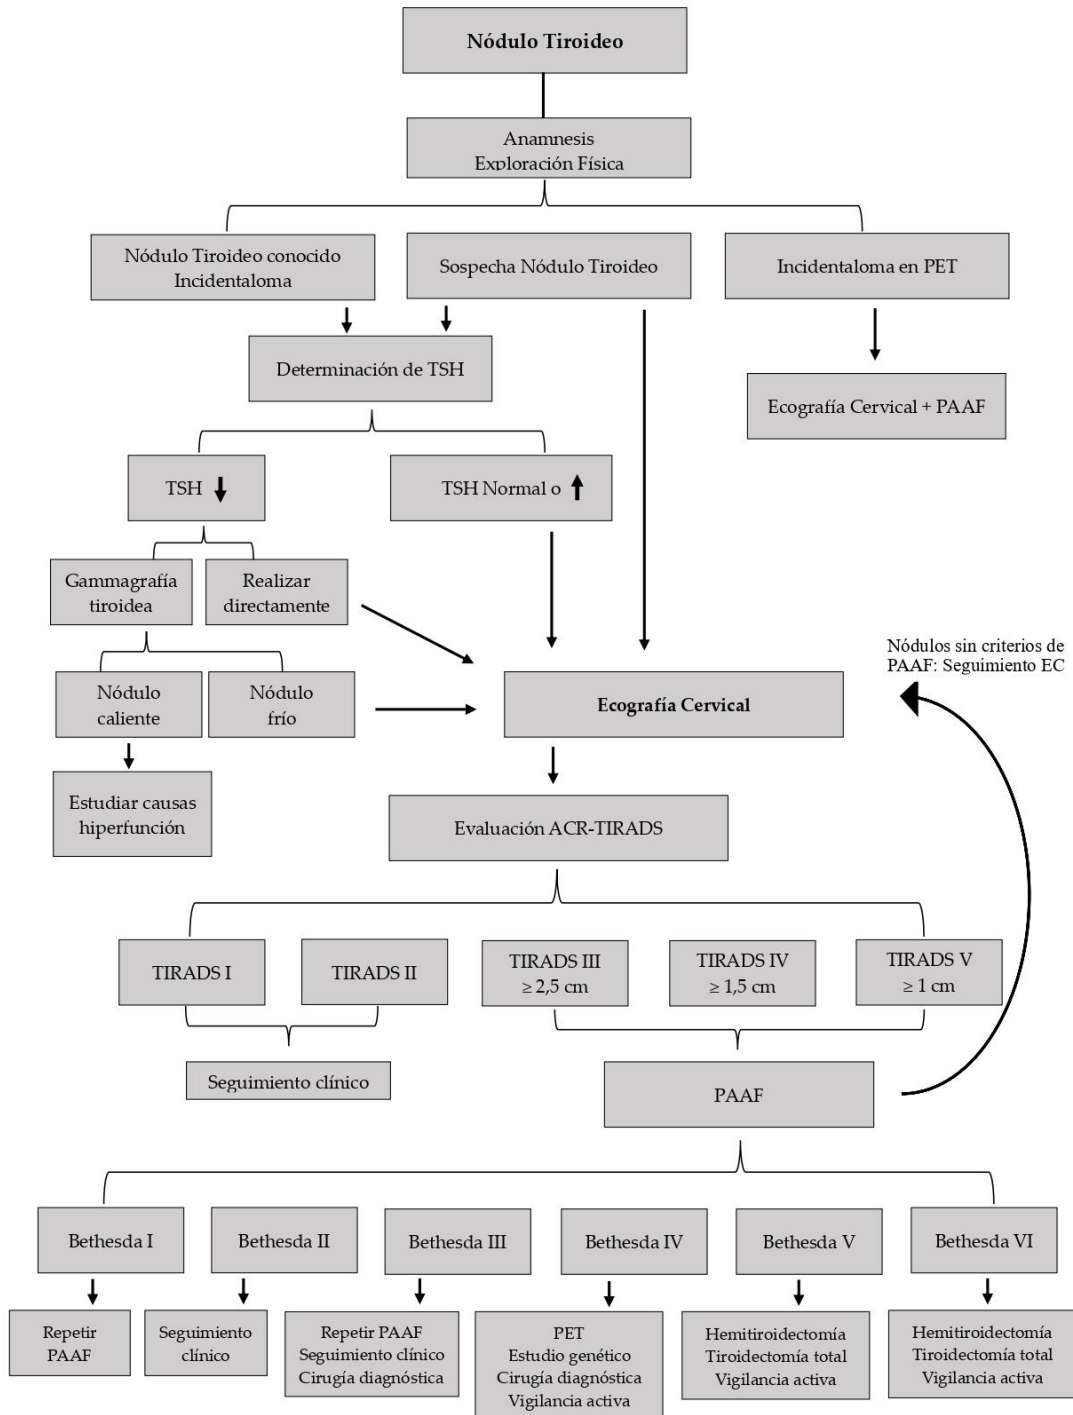 Nódulo Tiroideo
Anamnesis
Exploración Física
Nódulo Tiroideo conocido
Incidentaloma
Sospecha Nódulo Tiroideo
Incidentaloma en PET
Determinación de TSH
Ecografía Cervical + PAAF
TSH
TSH Normal o
Gammagrafía
tiroidea
Realizar
directamente
Nódulos sin criterios de
PAAF: Seguimiento EC
Nódulo
caliente
Nódulo
frío
Ecografía Cervical
Estudiar causas
hiperfunción
Evaluación ACR-TIRADS
TIRADS I
TIRADS II
TIRADS III
≥ 2,5 cm
TIRADS IV
≥ 1,5 cm
TIRADS V
≥ 1 cm
Seguimiento clínico
PAAF
Bethesda I
Bethesda II
Bethesda III
Bethesda IV
Bethesda V
Bethesda VI
Repetir
PAAF
Seguimiento
clínico
Repetir PAAF
Seguimiento clínico
Cirugía diagnóstica
PET
Estudio genético
Cirugía diagnóstica
Vigilancia activa
Hemitiroidectomía
Tiroidectomía total
Vigilancia activa
Hemitiroidectomía
Tiroidectomía total
Vigilancia activa